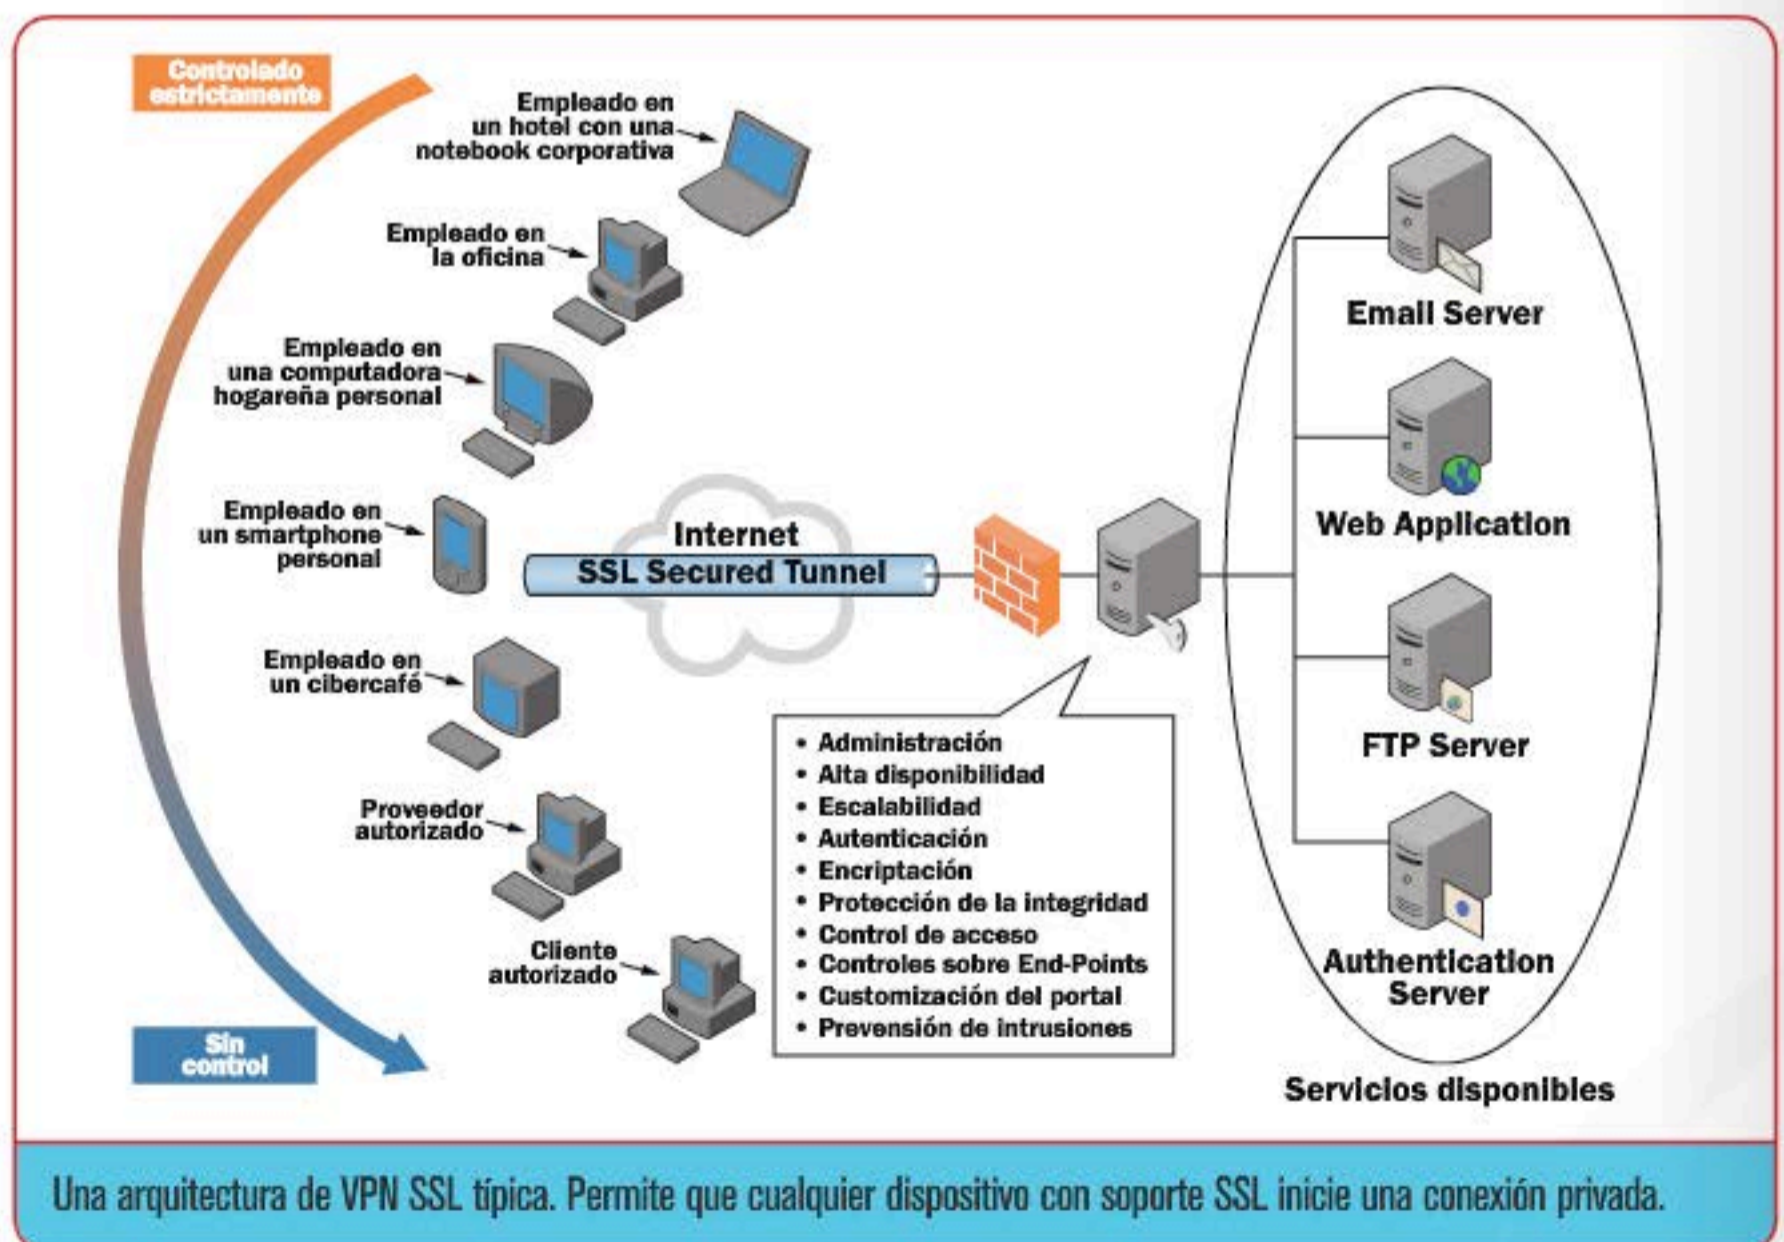 Controlado
estrictamente
Empleado en
un hotel con una
notebook corporativa
Empleado en
la oficina
Empleado en
una computadora
hogareña personal
Empleado en
un smartphone
personal
Empleado en
un cibercafé
Proveedor
autorizado
Cliente
autorizado
Sin
control
Internet
SSL Secured Tunnel
• Administración
• Alta disponibilidad
• Escalabilidad
• Autenticación
• Encriptación
• Protección de la integridad
• Control de acceso
• Controles sobre End-Points
• Customización del portal
• Prevensión de intrusiones
Email Server
Web Application
FTP Server
Authentication
Server
Servicios disponibles
Una arquitectura de VPN SSL típica. Permite que cualquier dispositivo con soporte SSL inicie una conexión privada.